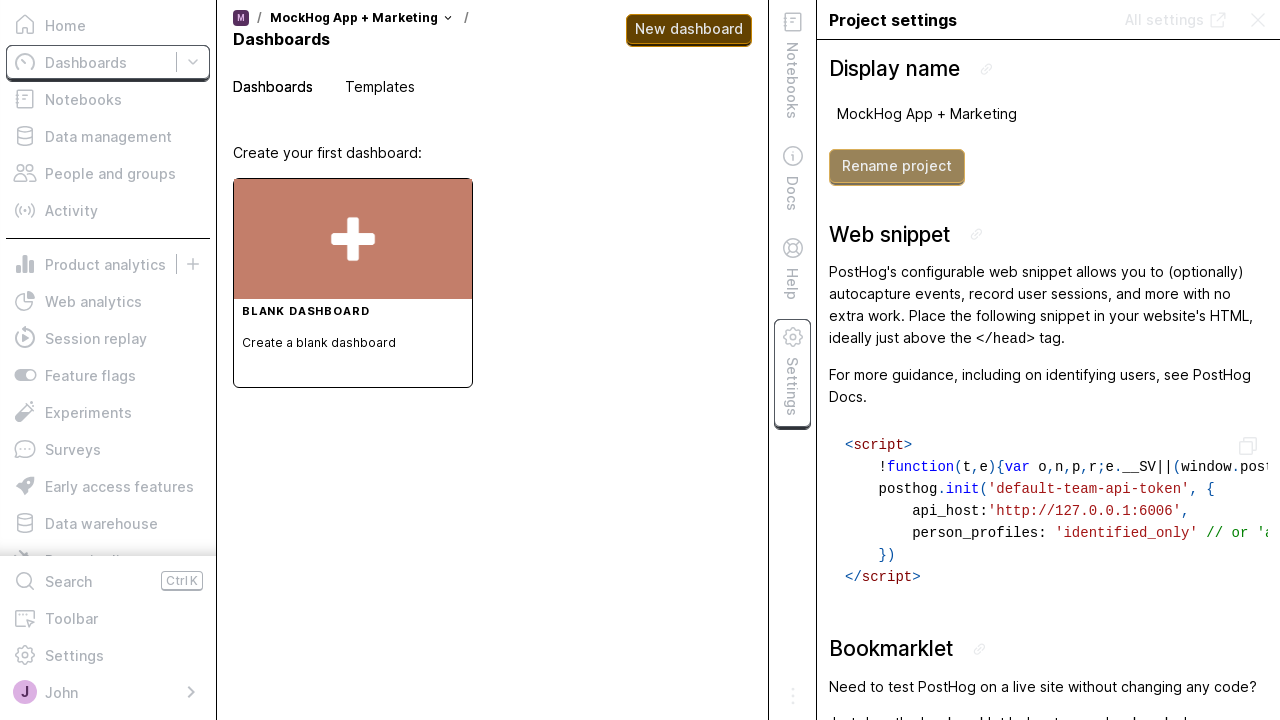 Home
Dashboards
Notebooks
Data management
People and groups
Activity
Product analytics
Web analytics
Session replay
Feature flags
Experiments
Surveys
Early access features
Data warehouse
Search Ctrl K
Toolbar
Settings
J John
M / MockHog App + Marketing /
Dashboards
New dashboard
Dashboards Templates
Create your first dashboard:
BLANK DASHBOARD
Create a blank dashboard
Notebooks
Docs
Help
Settings
Project settings
All settings
Display name
MockHog App + Marketing
Rename project
Web snippet
PostHog's configurable web snippet allows you to (optionally)
autocapture events, record user sessions, and more with no
extra work. Place the following snippet in your website's HTML,
ideally just above the </head> tag.
For more guidance, including on identifying users, see PostHog
Docs.
<script>
!function(t,e){var o,n,p,r;e.__SV||(window.post
posthog.init('default-team-api-token', {
api_host:'http://127.0.0.1:6006',
person_profiles: 'identified_only' // or 'a
})
</script>
Bookmarklet
Need to test PostHog on a live site without changing any code?